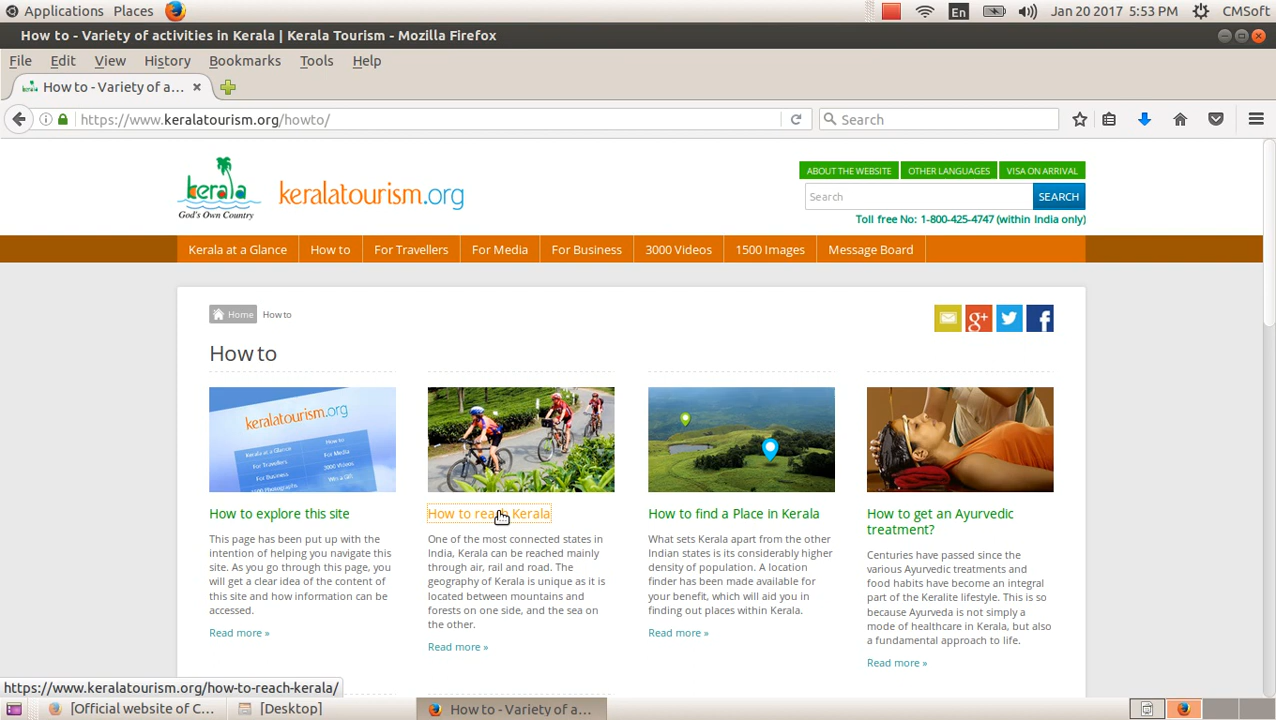 Applications Places En Jan 20 2017 5:53 PM CMSoft
How to - Variety of activities in Kerala | Kerala Tourism - Mozilla Firefox
File Edit View History Bookmarks Tools Help
How to - Variety of a...
https://www.keralatourism.org/howto/ Search
kerala
God's Own Country
keralatourism.org
ABOUT THE WEBSITE OTHER LANGUAGES VISA ON ARRIVAL
Search SEARCH
Toll free No: 1-800-425-4747 (within India only)
Kerala at a Glance How to For Travellers For Media For Business 3000 Videos 1500 Images Message Board
Home How to
How to
keralatourism.org
Kerala at a Glance How to
For Travellers For Media
For Business 3000 Videos
Win a Gift
How to explore this site
This page has been put up with the
intention of helping you navigate this
site. As you go through this page, you
will get a clear idea of the content of
this site and how information can be
accessed.
Read more »
How to reach Kerala
One of the most connected states in
India, Kerala can be reached mainly
through air, rail and road. The
geography of Kerala is unique as it is
located between mountains and
forests on one side, and the sea on
the other.
Read more »
How to find a Place in Kerala
What sets Kerala apart from the other
Indian states is its considerably higher
density of population. A location
finder has been made available for
your benefit, which will aid you in
finding out places within Kerala.
Read more »
How to get an Ayurvedic
treatment?
Centuries have passed since the
various Ayurvedic treatments and
food habits have become an integral
part of the Keralite lifestyle. This is so
because Ayurveda is not simply a
mode of healthcare in Kerala, but also
a fundamental approach to life.
Read more »
https://www.keralatourism.org/how-to-reach-kerala/
[Official website of C... [Desktop] How to - Variety of a...